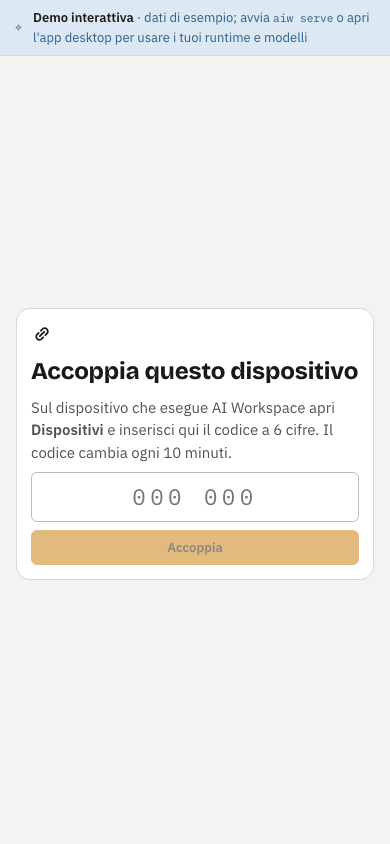 Demo interattiva · dati di esempio; avvia aiw serve o apri
l'app desktop per usare i tuoi runtime e modelli
Accoppia questo dispositivo
Sul dispositivo che esegue AI Workspace apri
Dispositivi e inserisci qui il codice a 6 cifre. Il
codice cambia ogni 10 minuti.
000 000
Accoppia